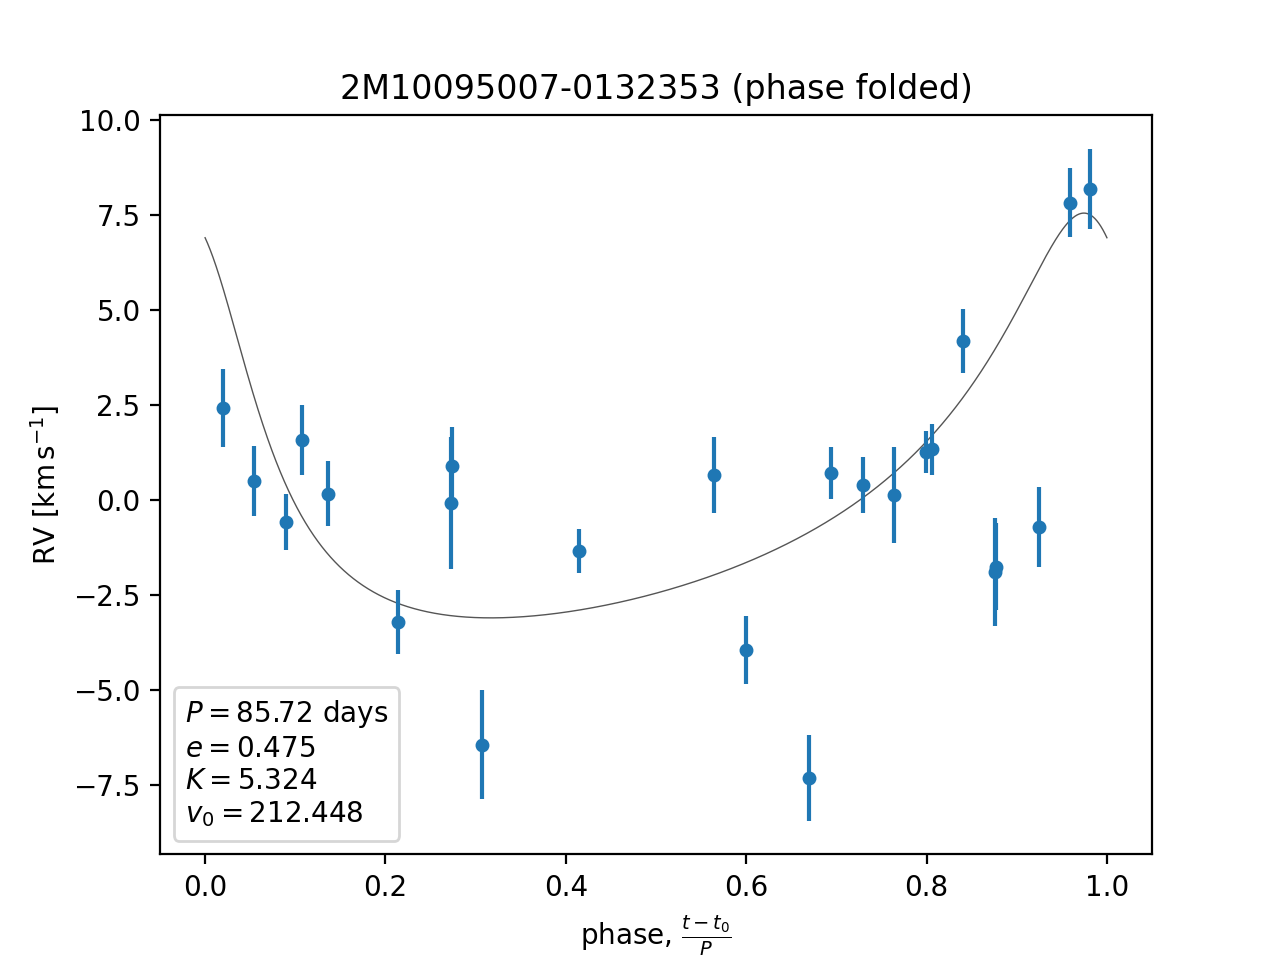 2M10095007-0132353 (phase folded)
10.0
7.5
5.0
2.5
0.0
−2.5
−5.0
−7.5
RV [km s⁻¹]
P = 85.72 days
e = 0.475
K = 5.324
v₀ = 212.448
0.0 0.2 0.4 0.6 0.8 1.0
phase, (t − t₀)/P